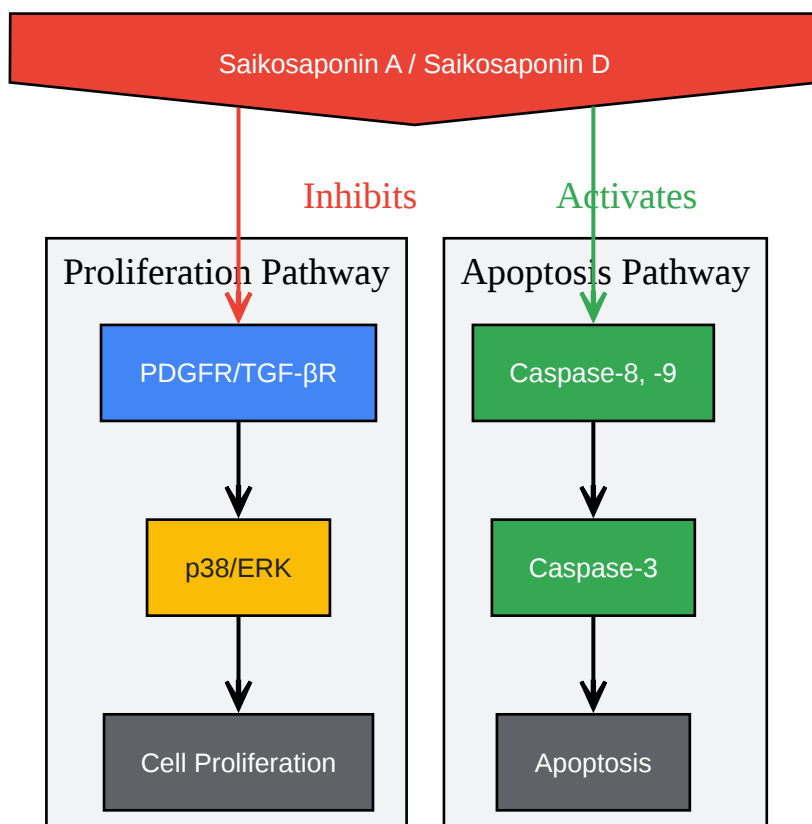 Saikosaponin A / Saikosaponin D
Inhibits
Activates
Proliferation Pathway
Apoptosis Pathway
PDGFR/TGF-βR
Caspase-8, -9
p38/ERK
Caspase-3
Cell Proliferation
Apoptosis